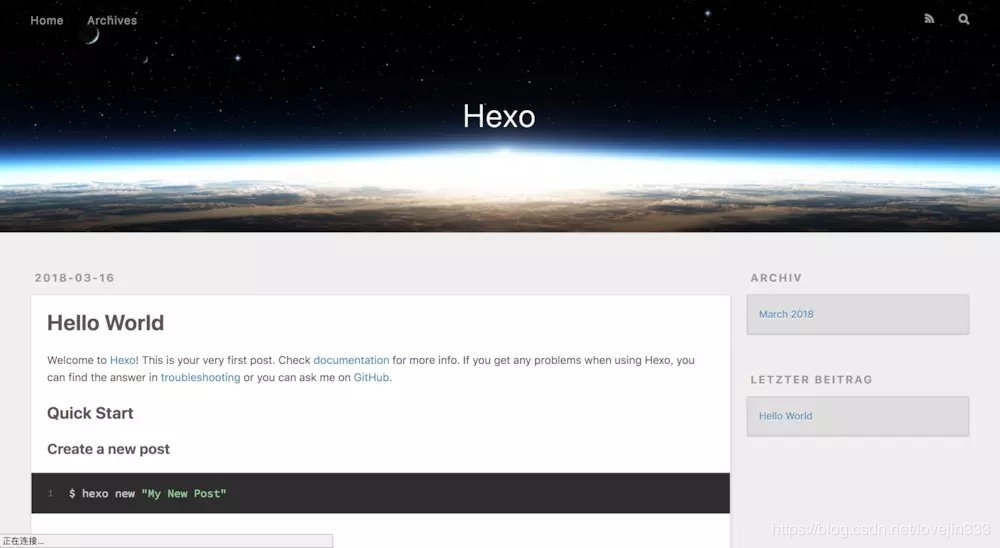 Home Archives
Hexo
2018-03-16
Hello World
Welcome to Hexo! This is your very first post. Check documentation for more info. If you get any problems when using Hexo, you
can find the answer in troubleshooting or you can ask me on GitHub.
Quick Start
Create a new post
1 $ hexo new "My New Post"
ARCHIV
March 2018
LETZTER BEITRAG
Hello World
正在连接...
https://blog.csdn.net/lovejin333